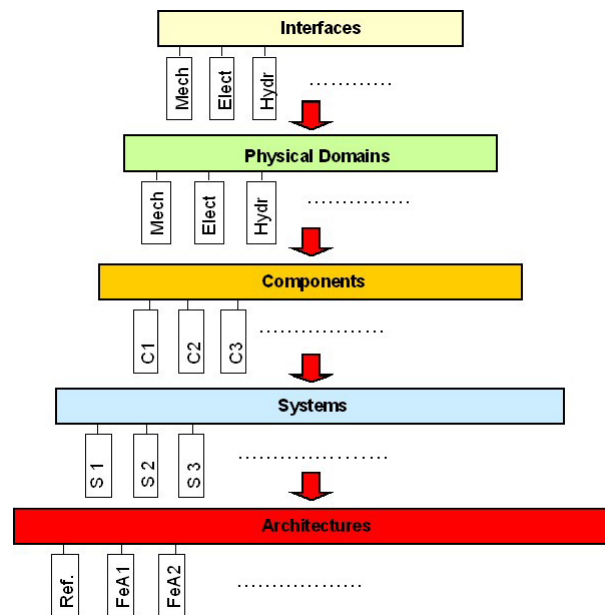 Interfaces
Mech
Elect
Hydr
............
Physical Domains
Mech
Elect
Hydr
...............
Components
C1
C2
C3
..................
Systems
S 1
S 2
S 3
.....................
Architectures
Ref.
FeA1
FeA2
..................